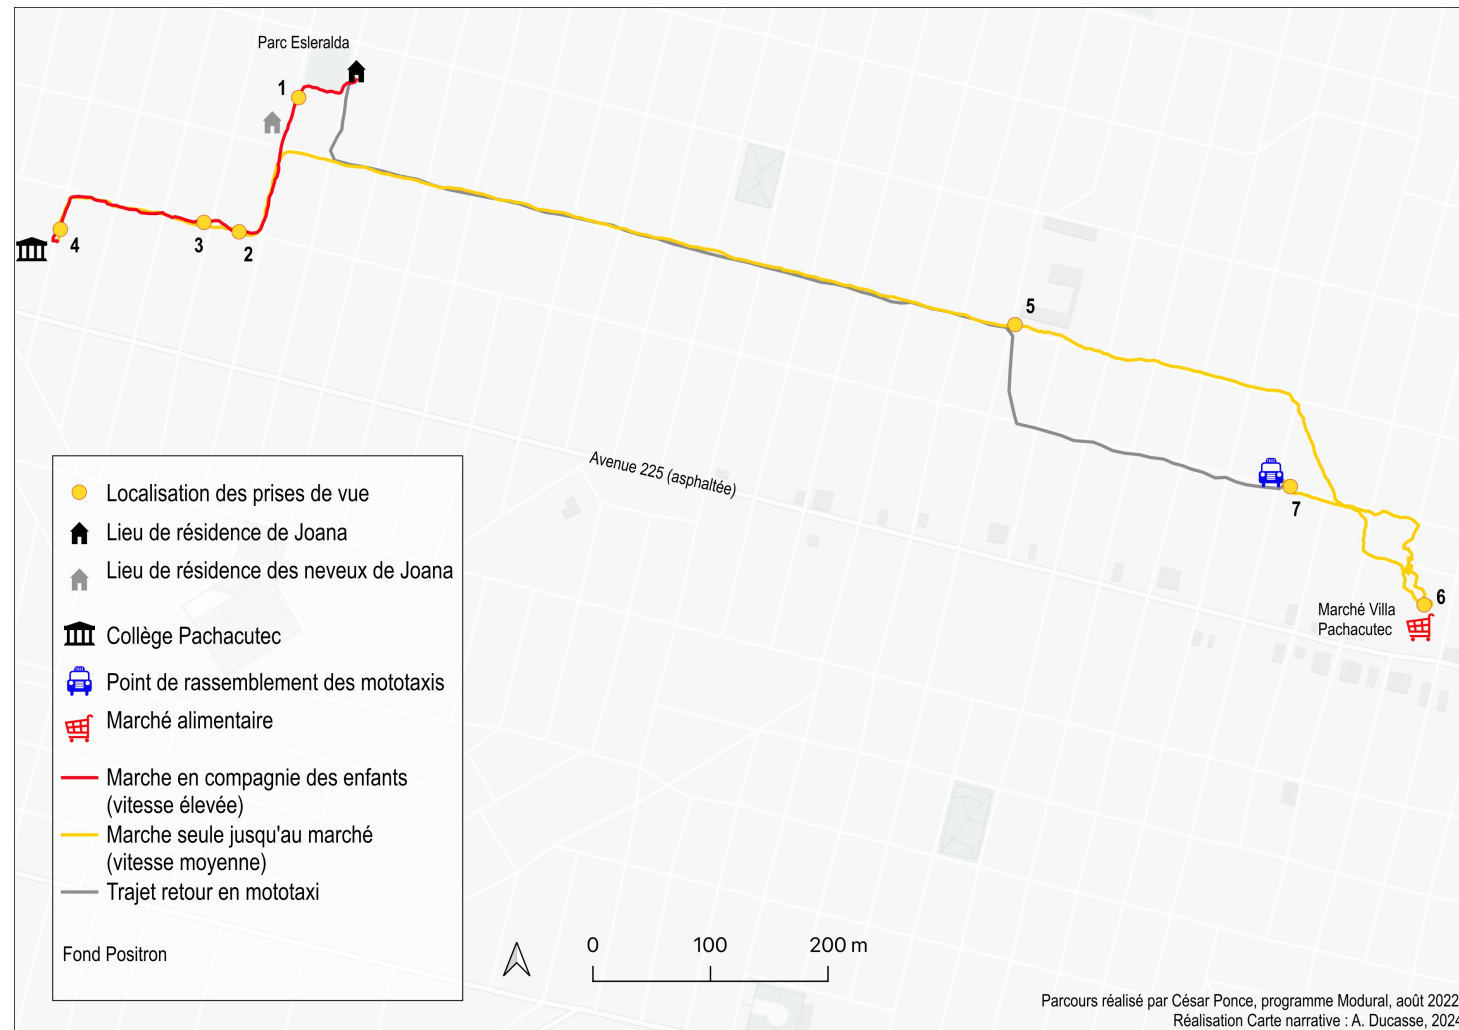 Parc Esleralda
1
4
3
2
5
Avenue 225 (asphaltée)
7
6
Marché Villa
Pachacutec
Localisation des prises de vue
Lieu de résidence de Joana
Lieu de résidence des neveux de Joana
Collège Pachacutec
Point de rassemblement des mototaxis
Marché alimentaire
Marche en compagnie des enfants
(vitesse élevée)
Marche seule jusqu'au marché
(vitesse moyenne)
Trajet retour en mototaxi
Fond Positron
0 100 200 m
Parcours réalisé par César Ponce, programme Modural, août 2022
Réalisation Carte narrative : A. Ducasse, 2024